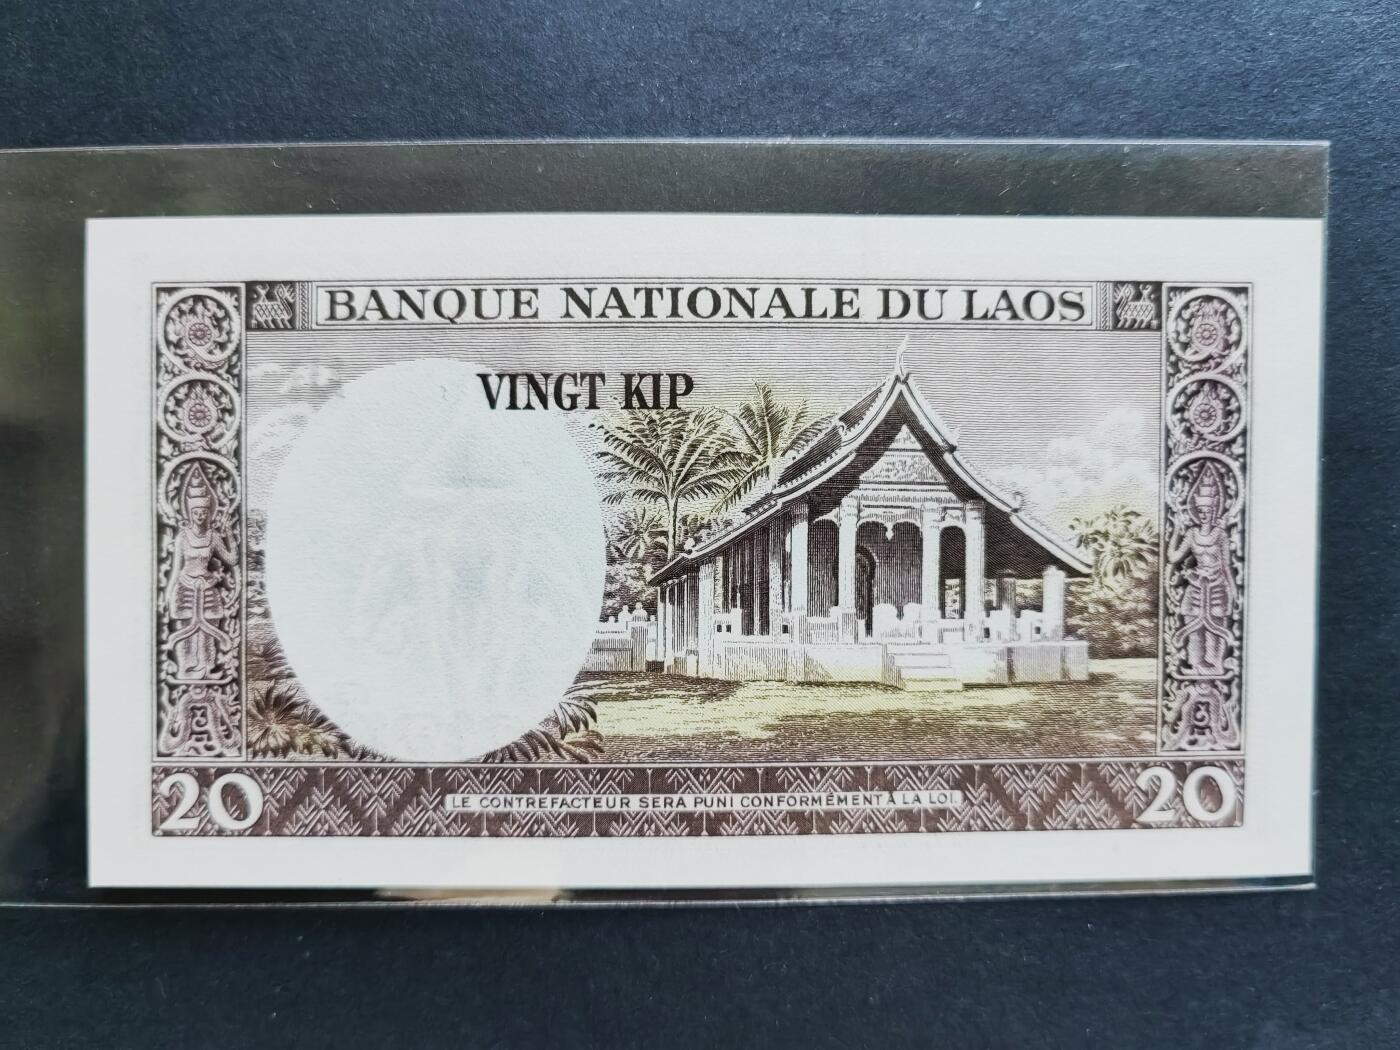 BANQUE NATIONALE DU LAOS
VINGT KIP
20
LE CONTREFACTEUR SERA PUNI CONFORMÉMENT À LA LOI.
20